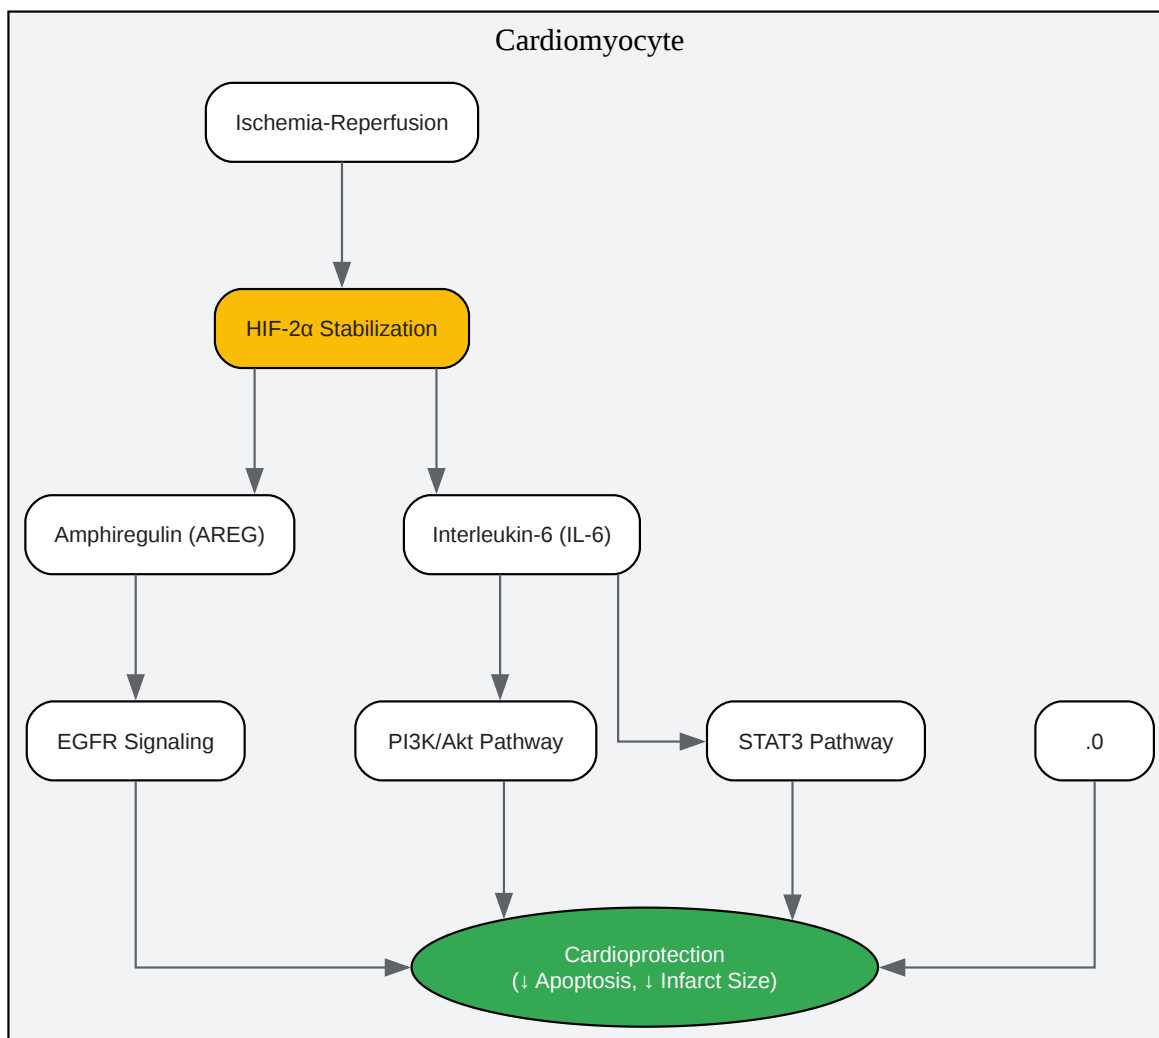 Cardiomyocyte
Ischemia-Reperfusion
HIF-2α Stabilization
Amphiregulin (AREG)
Interleukin-6 (IL-6)
EGFR Signaling
PI3K/Akt Pathway
STAT3 Pathway
.0
Cardioprotection
(↓ Apoptosis, ↓ Infarct Size)